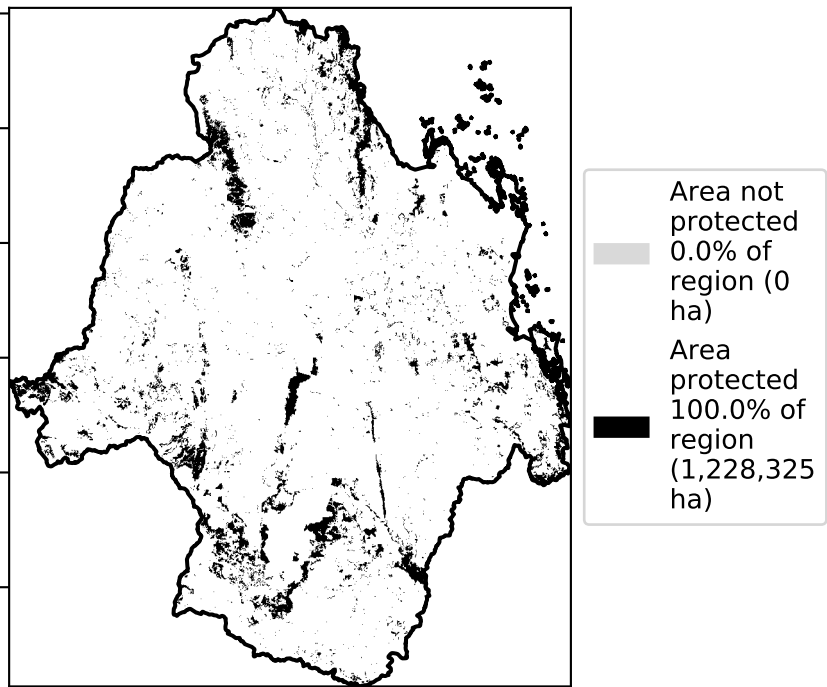 Area not
protected
0.0% of
region (0
ha)
Area
protected
100.0% of
region
(1,228,325
ha)